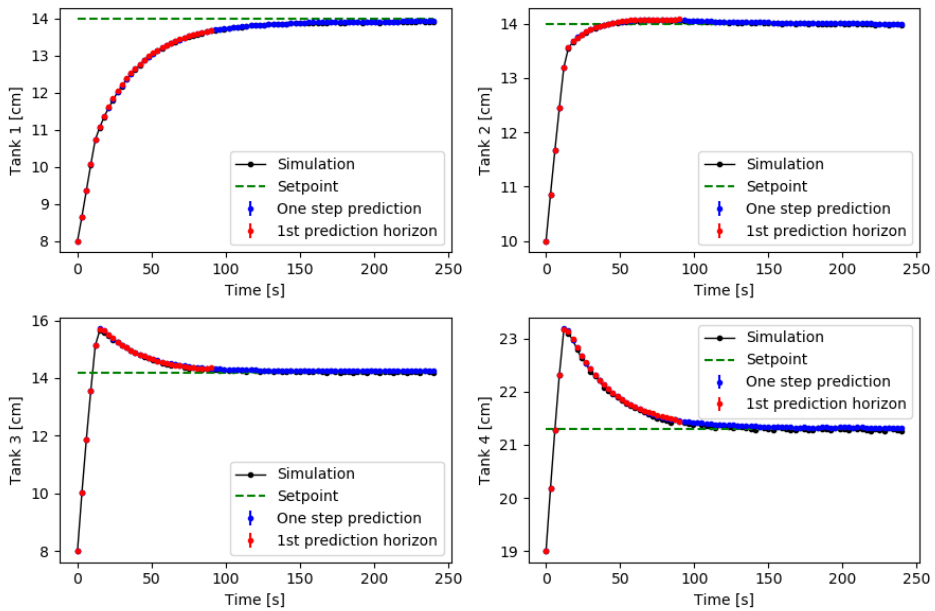 14
13
12
11
10
9
8
Tank 1 [cm]
Simulation
Setpoint
One step prediction
1st prediction horizon
0 50 100 150 200 250
Time [s]
14
13
12
11
10
Tank 2 [cm]
Simulation
Setpoint
One step prediction
1st prediction horizon
0 50 100 150 200 250
Time [s]
16
14
12
10
8
Tank 3 [cm]
Simulation
Setpoint
One step prediction
1st prediction horizon
0 50 100 150 200 250
Time [s]
23
22
21
20
19
Tank 4 [cm]
Simulation
Setpoint
One step prediction
1st prediction horizon
0 50 100 150 200 250
Time [s]